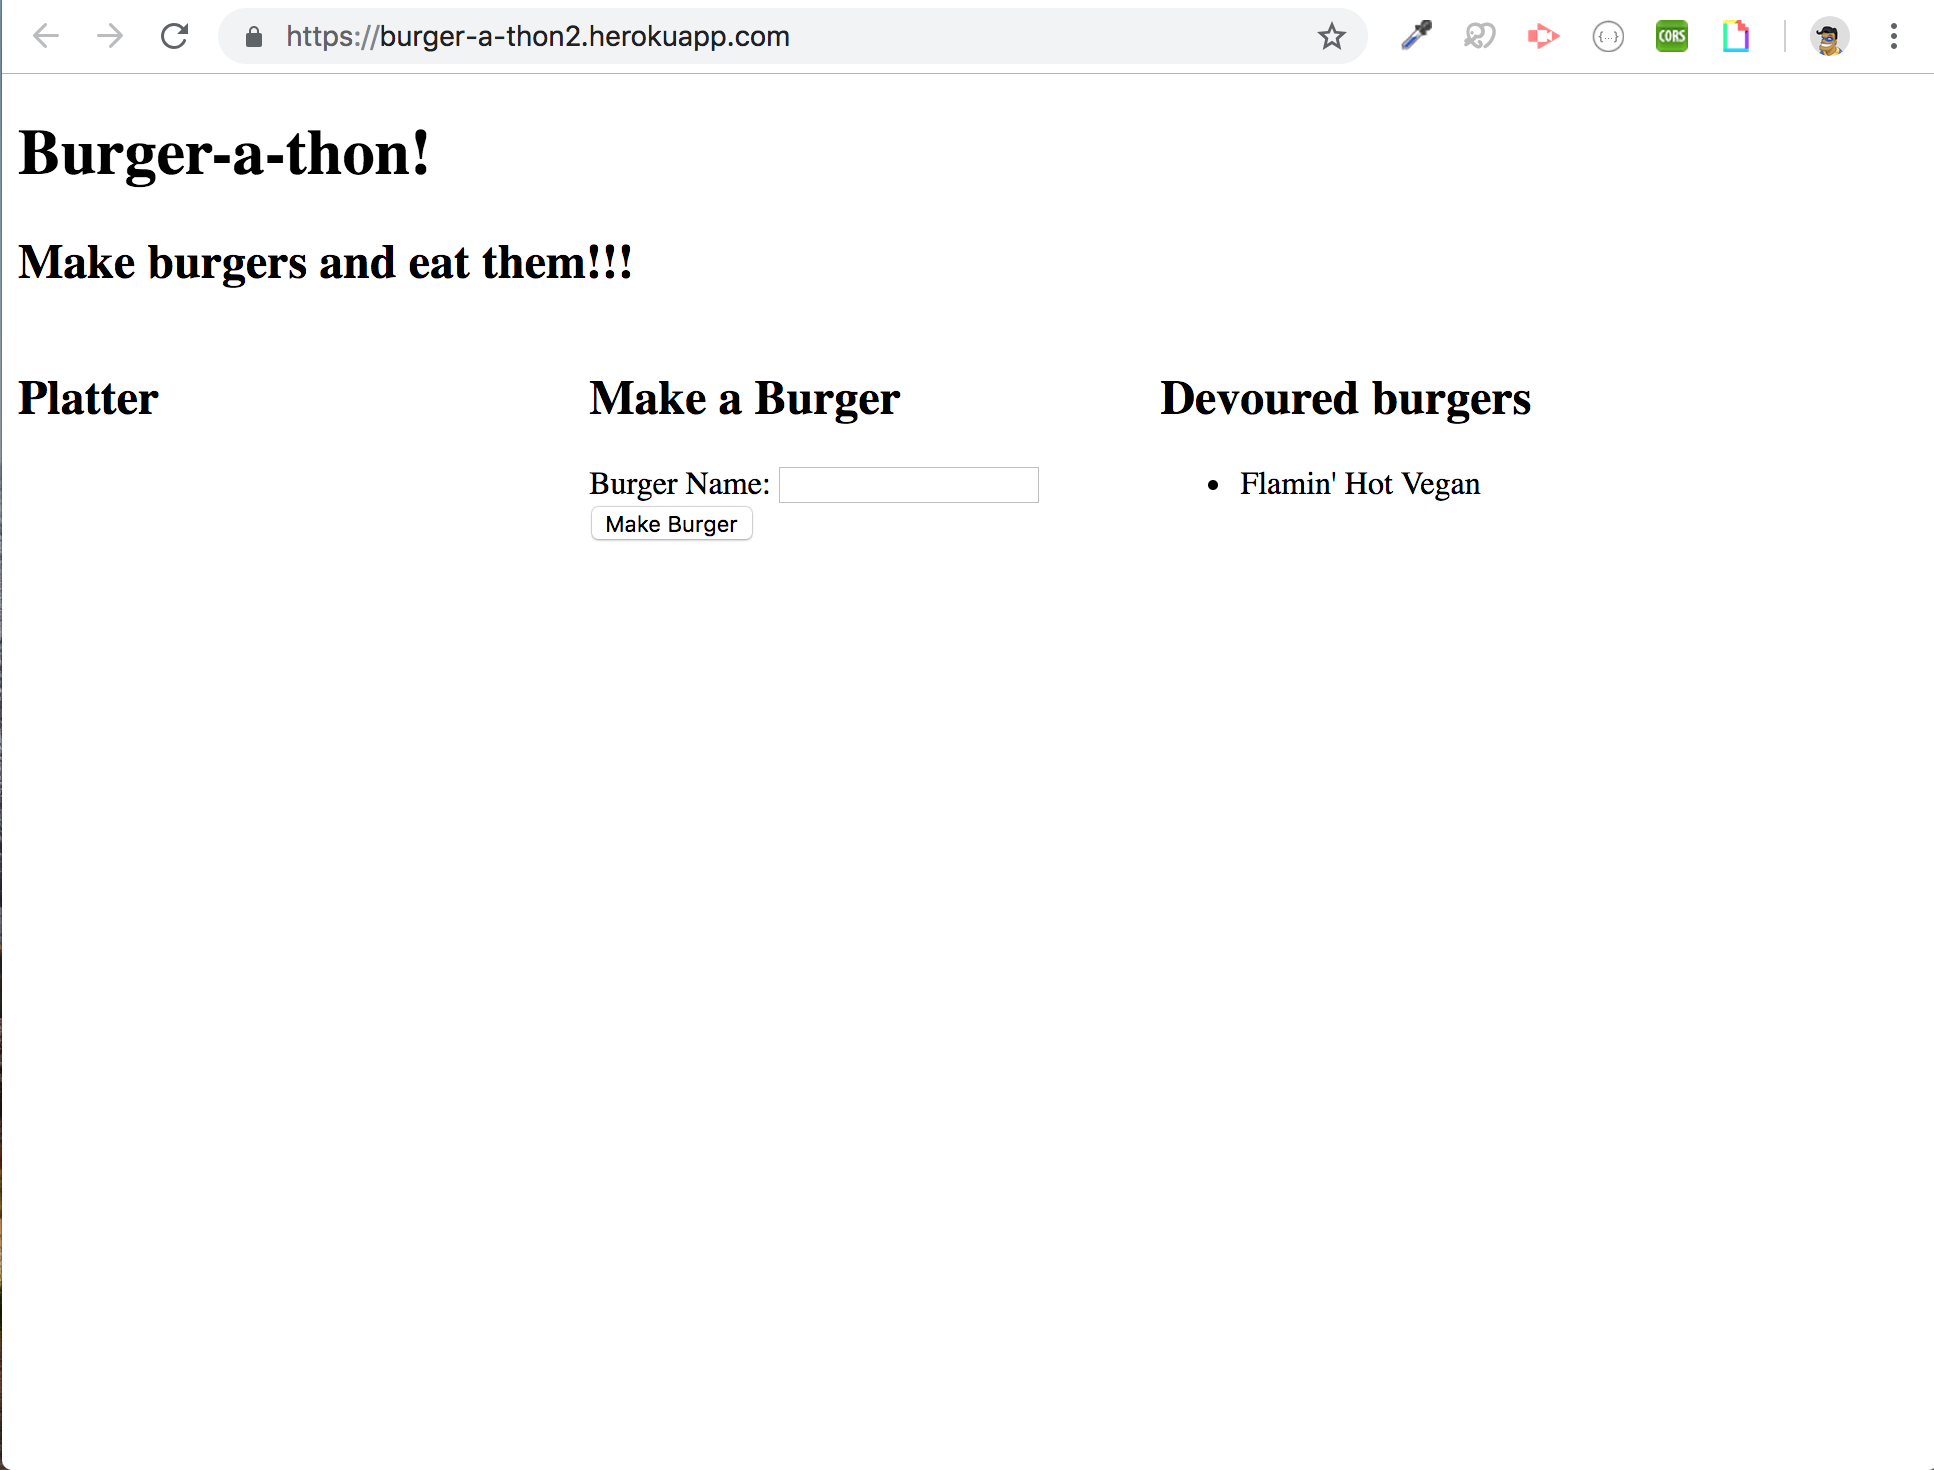 https://burger-a-thon2.herokuapp.com
{...}
CORS
Burger-a-thon!
Make burgers and eat them!!!
Platter
Make a Burger
Burger Name:
Make Burger
Devoured burgers
• Flamin' Hot Vegan